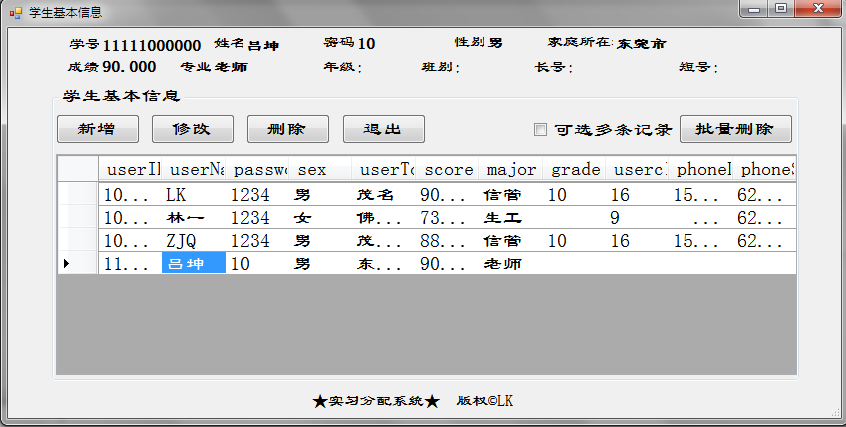 学生基本信息
学号 11111000000 姓名 吕坤 密码 10 性别 男 家庭所在: 东莞市
成绩 90.000 专业 老师 年级: 班别: 长号: 短号:
学生基本信息
新增 修改 删除 退出 可选多条记录 批量删除
userII userNa passwo sex userTo score major grade usercl phoneL phoneS
10... LK 1234 男 茂名 90... 信管 10 16 15... 62...
10... 林一 1234 女 佛... 73... 生工 9 ... 62...
10... ZJQ 1234 男 茂... 88... 信管 10 16 15... 62...
11... 吕坤 10 男 东... 90... 老师
★实习分配系统★ 版权©LK